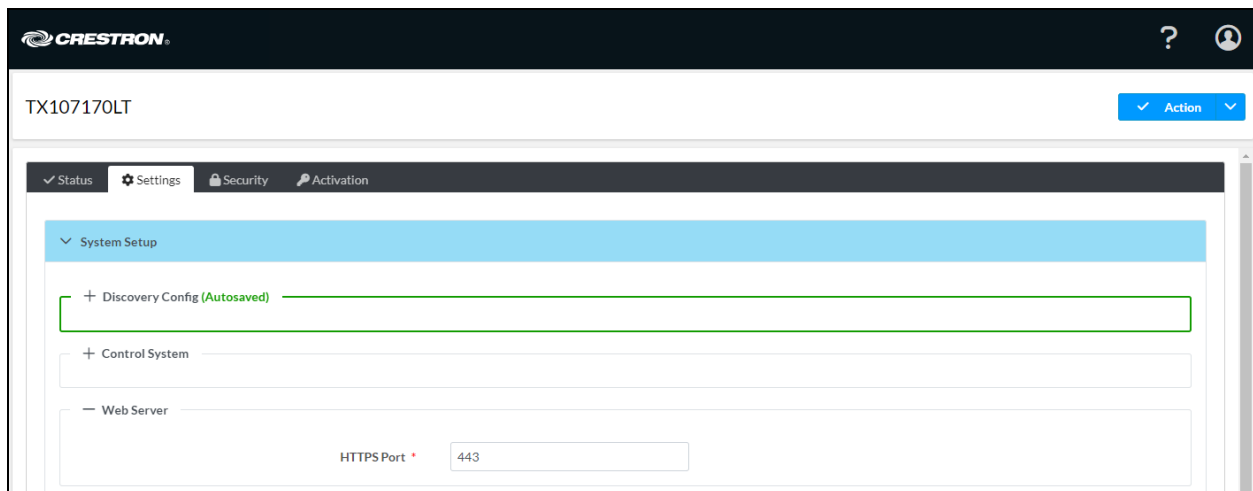 CRESTRON®
?
TX107170LT
Action
Status Settings Security Activation
System Setup
Discovery Config (Autosaved)
Control System
Web Server
HTTPS Port * 443